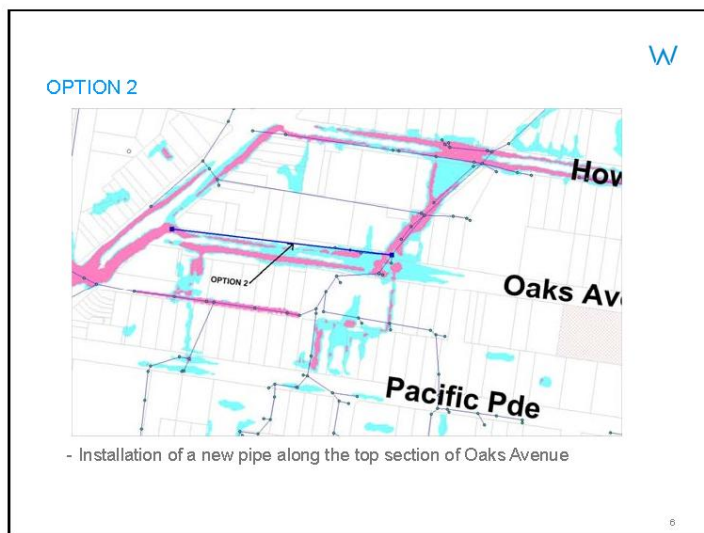 W
OPTION 2
How
Oaks Av
OPTION 2
Pacific Pde
- Installation of a new pipe along the top section of Oaks Avenue
6